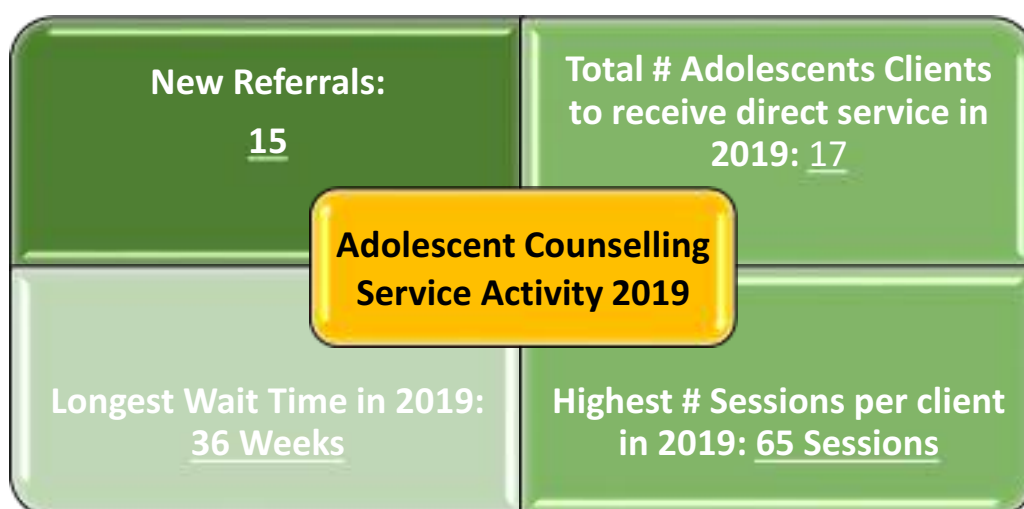 New Referrals:
15
Total # Adolescents Clients
to receive direct service in
2019: 17
Adolescent Counselling
Service Activity 2019
Longest Wait Time in 2019:
36 Weeks
Highest # Sessions per client
in 2019: 65 Sessions